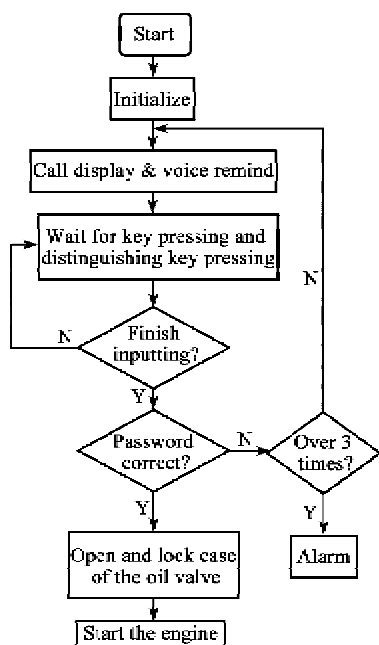 Start
Initialize
Call display & voice remind
Wait for key pressing and
distinguishing key pressing
N
N
Finish
inputting?
Y
Password
correct?
N
Over 3
times?
Y
Y
Open and lock case
of the oil valve
Alarm
Start the engine